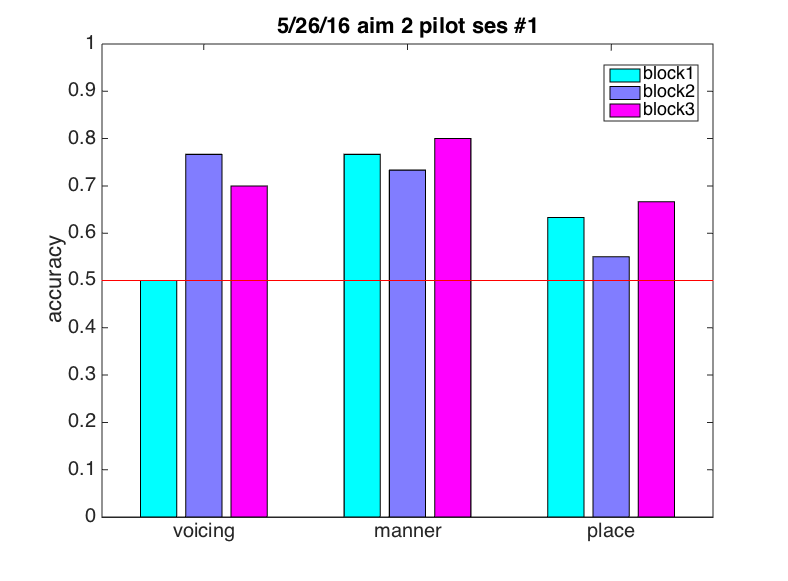 5/26/16 aim 2 pilot ses #1
1
0.9
0.8
0.7
0.6
0.5
0.4
0.3
0.2
0.1
0
accuracy
block1
block2
block3
voicing
manner
place